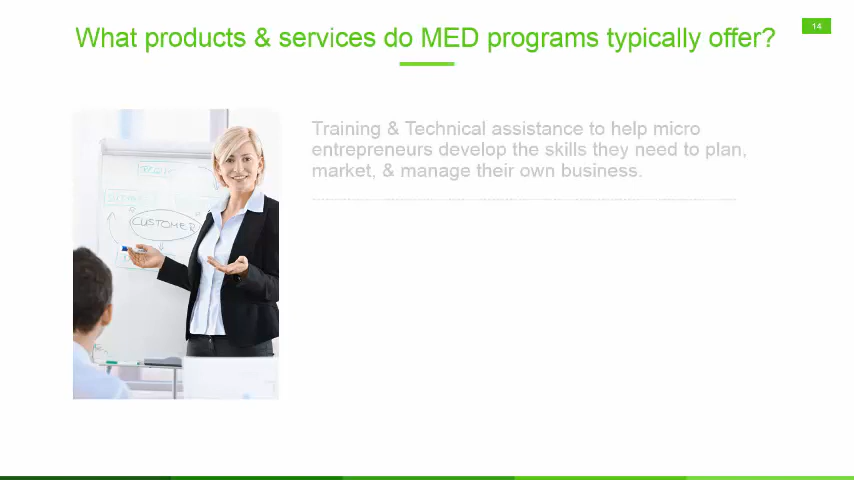 What products & services do MED programs typically offer?
14
Training & Technical assistance to help micro
entrepreneurs develop the skills they need to plan,
market, & manage their own business.
CUSTOMER